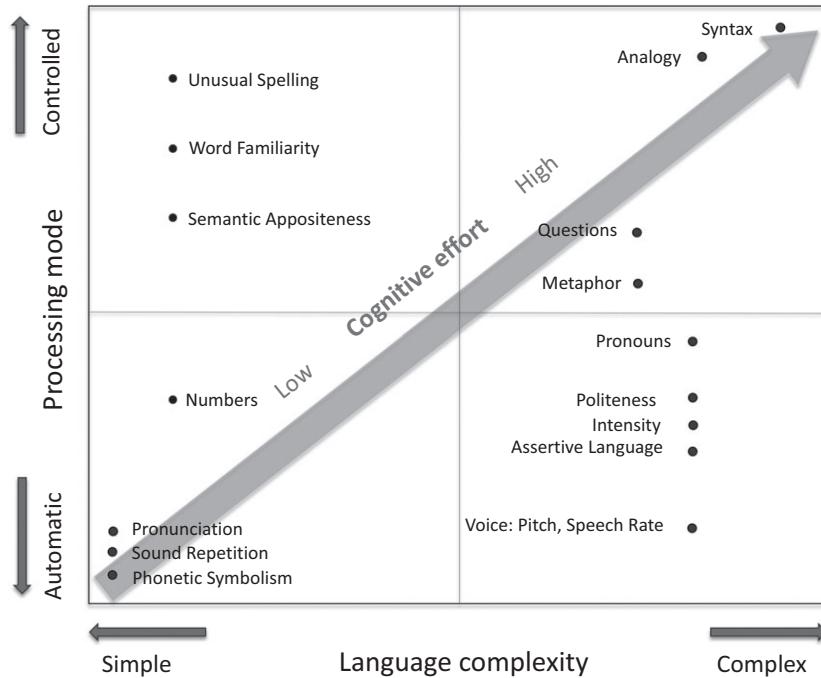 Controlled
Processing mode
Automatic
Syntax
Analogy
Unusual Spelling
Word Familiarity
High
Semantic Appositeness
Questions
Cognitive effort
Metaphor
Pronouns
Low
Numbers
Politeness
Intensity
Assertive Language
Pronunciation
Voice: Pitch, Speech Rate
Sound Repetition
Phonetic Symbolism
Simple
Language complexity
Complex